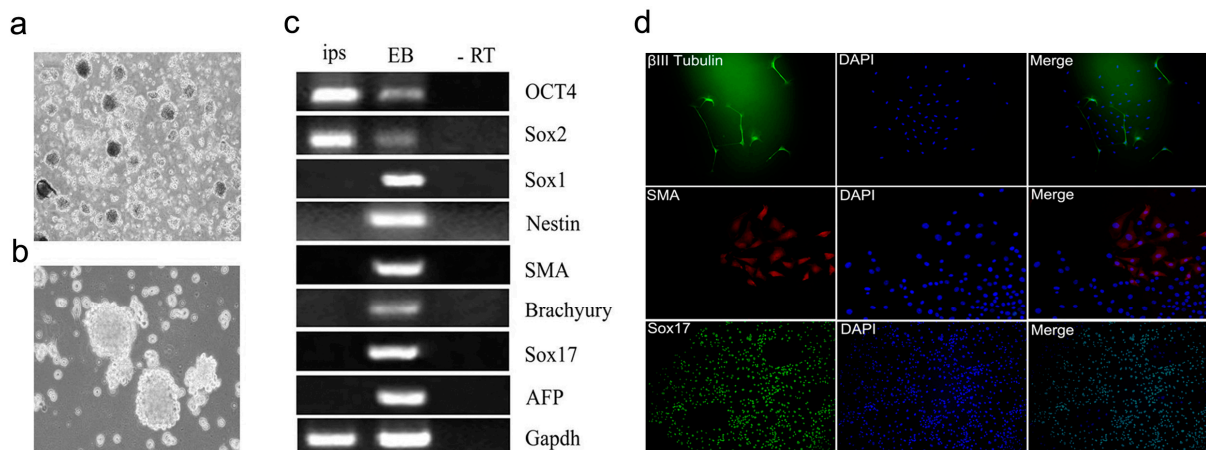 a
b
c
ips EB - RT
OCT4
Sox2
Sox1
Nestin
SMA
Brachyury
Sox17
AFP
Gapdh
d
βIII Tubulin DAPI Merge
SMA DAPI Merge
Sox17 DAPI Merge